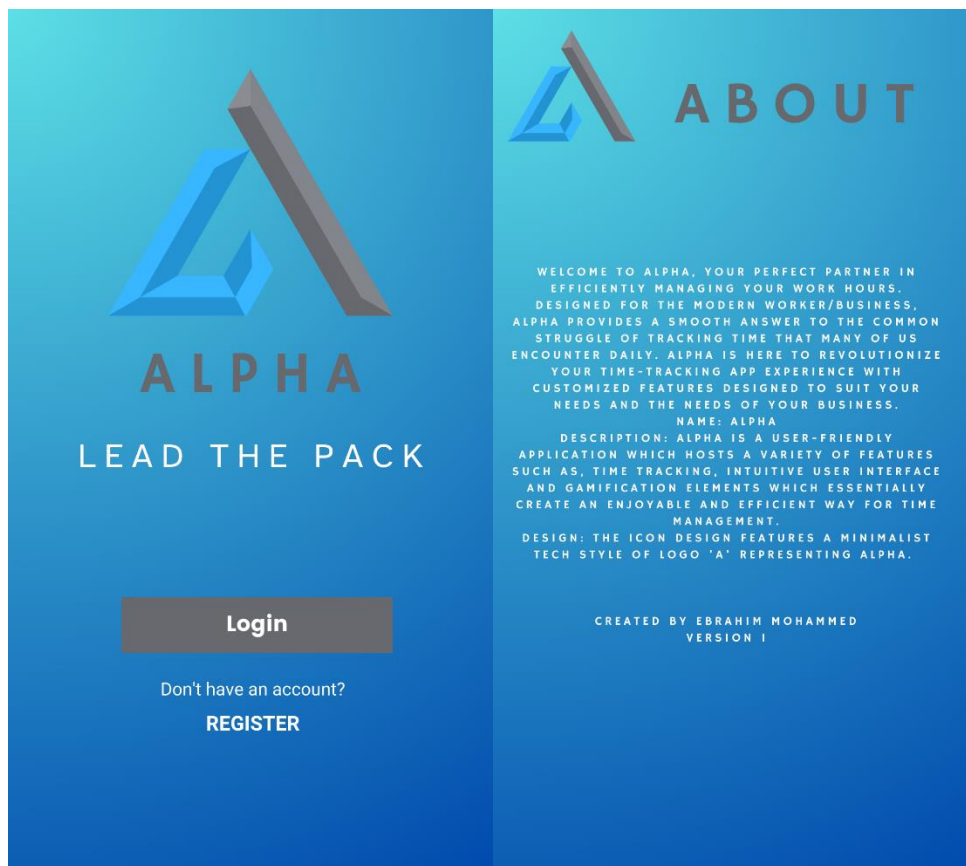 ALPHA
LEAD THE PACK
Login
Don't have an account?
REGISTER
ABOUT
WELCOME TO ALPHA, YOUR PERFECT PARTNER IN
EFFICIENTLY MANAGING YOUR WORK HOURS.
DESIGNED FOR THE MODERN WORKER/BUSINESS,
ALPHA PROVIDES A SMOOTH ANSWER TO THE COMMON
STRUGGLE OF TRACKING TIME THAT MANY OF US
ENCOUNTER DAILY. ALPHA IS HERE TO REVOLUTIONIZE
YOUR TIME-TRACKING APP EXPERIENCE WITH
CUSTOMIZED FEATURES DESIGNED TO SUIT YOUR
NEEDS AND THE NEEDS OF YOUR BUSINESS.
NAME: ALPHA
DESCRIPTION: ALPHA IS A USER-FRIENDLY
APPLICATION WHICH HOSTS A VARIETY OF FEATURES
SUCH AS, TIME TRACKING, INTUITIVE USER INTERFACE
AND GAMIFICATION ELEMENTS WHICH ESSENTIALLY
CREATE AN ENJOYABLE AND EFFICIENT WAY FOR TIME
MANAGEMENT.
DESIGN: THE ICON DESIGN FEATURES A MINIMALIST
TECH STYLE OF LOGO 'A' REPRESENTING ALPHA.
CREATED BY EBRAHIM MOHAMMED
VERSION 1